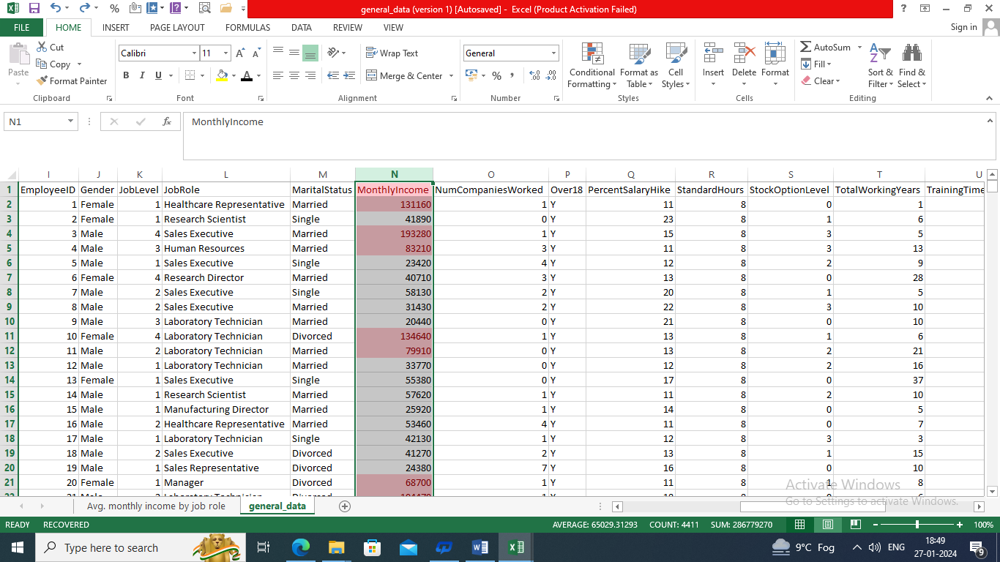 general_data (version 1) [Autosaved] - Excel (Product Activation Failed)
FILE HOME INSERT PAGE LAYOUT FORMULAS DATA REVIEW VIEW Sign in
Cut
Copy
Format Painter
Paste
Clipboard
Calibri 11
B I U
Font
Wrap Text
Merge & Center
Alignment
General
Number
Conditional Formatting
Format as Table
Cell Styles
Styles
Insert Delete Format
Cells
AutoSum
Fill
Clear
Sort & Filter
Find & Select
Editing
N1 fx MonthlyIncome
I J K L M N O P Q R S T U
1 EmployeeID Gender JobLevel JobRole MaritalStatus MonthlyIncome NumCompaniesWorked Over18 PercentSalaryHike StandardHours StockOptionLevel TotalWorkingYears TrainingTime
2 1 Female 1 Healthcare Representative Married 131160 1 Y 11 8 0 1
3 2 Female 1 Research Scientist Single 41890 0 Y 23 8 1 6
4 3 Male 4 Sales Executive Married 193280 1 Y 15 8 3 5
5 4 Male 3 Human Resources Married 83210 3 Y 11 8 3 13
6 5 Male 1 Sales Executive Single 23420 4 Y 12 8 2 9
7 6 Female 4 Research Director Married 40710 3 Y 13 8 0 28
8 7 Male 2 Sales Executive Single 58130 2 Y 20 8 1 5
9 8 Male 2 Sales Executive Married 31430 2 Y 22 8 3 10
10 9 Male 3 Laboratory Technician Married 20440 0 Y 21 8 0 10
11 10 Female 4 Laboratory Technician Divorced 134640 1 Y 13 8 1 6
12 11 Male 2 Laboratory Technician Married 79910 0 Y 13 8 2 21
13 12 Male 1 Laboratory Technician Married 33770 0 Y 12 8 2 16
14 13 Female 1 Sales Executive Single 55380 0 Y 17 8 0 37
15 14 Male 1 Research Scientist Married 57620 1 Y 11 8 2 10
16 15 Male 1 Manufacturing Director Married 25920 1 Y 14 8 0 5
17 16 Male 2 Healthcare Representative Married 53460 4 Y 11 8 0 7
18 17 Male 1 Laboratory Technician Single 42130 1 Y 12 8 3 3
19 18 Male 2 Sales Executive Divorced 41270 2 Y 13 8 1 15
20 19 Male 1 Sales Representative Divorced 24380 7 Y 16 8 0 10
21 20 Female 1 Manager Divorced 68700 1 Y 11 8 1 8
Activate Windows
Go to Settings to activate Windows.
Avg. monthly income by job role general_data
READY RECOVERED AVERAGE: 65029.31293 COUNT: 4411 SUM: 286779270 100%
Type here to search 9°C Fog ENG 18:49
27-01-2024 9